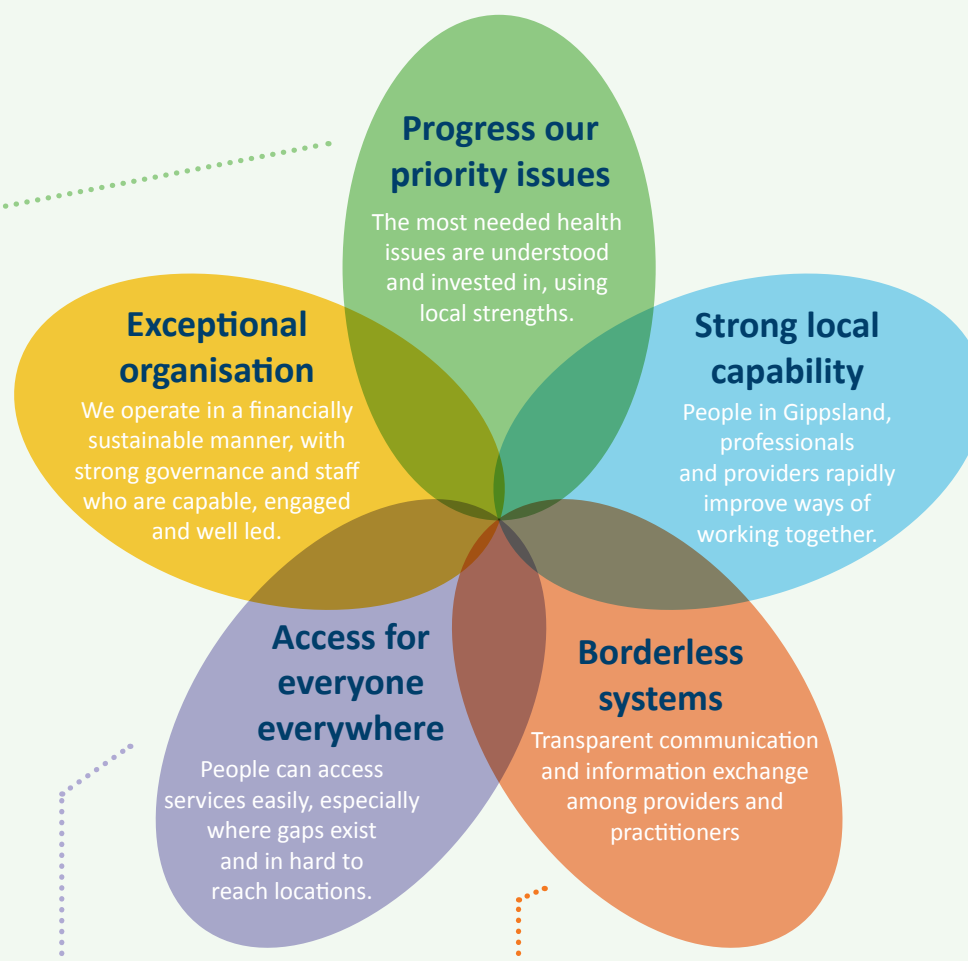 Progress our
priority issues
The most needed health
issues are understood
and invested in, using
local strengths.
Exceptional
organisation
We operate in a financially
sustainable manner, with
strong governance and staff
who are capable, engaged
and well led.
Strong local
capability
People in Gippsland,
professionals
and providers rapidly
improve ways of
working together.
Access for
everyone
everywhere
People can access
services easily, especially
where gaps exist
and in hard to
reach locations.
Borderless
systems
Transparent communication
and information exchange
among providers and
practitioners